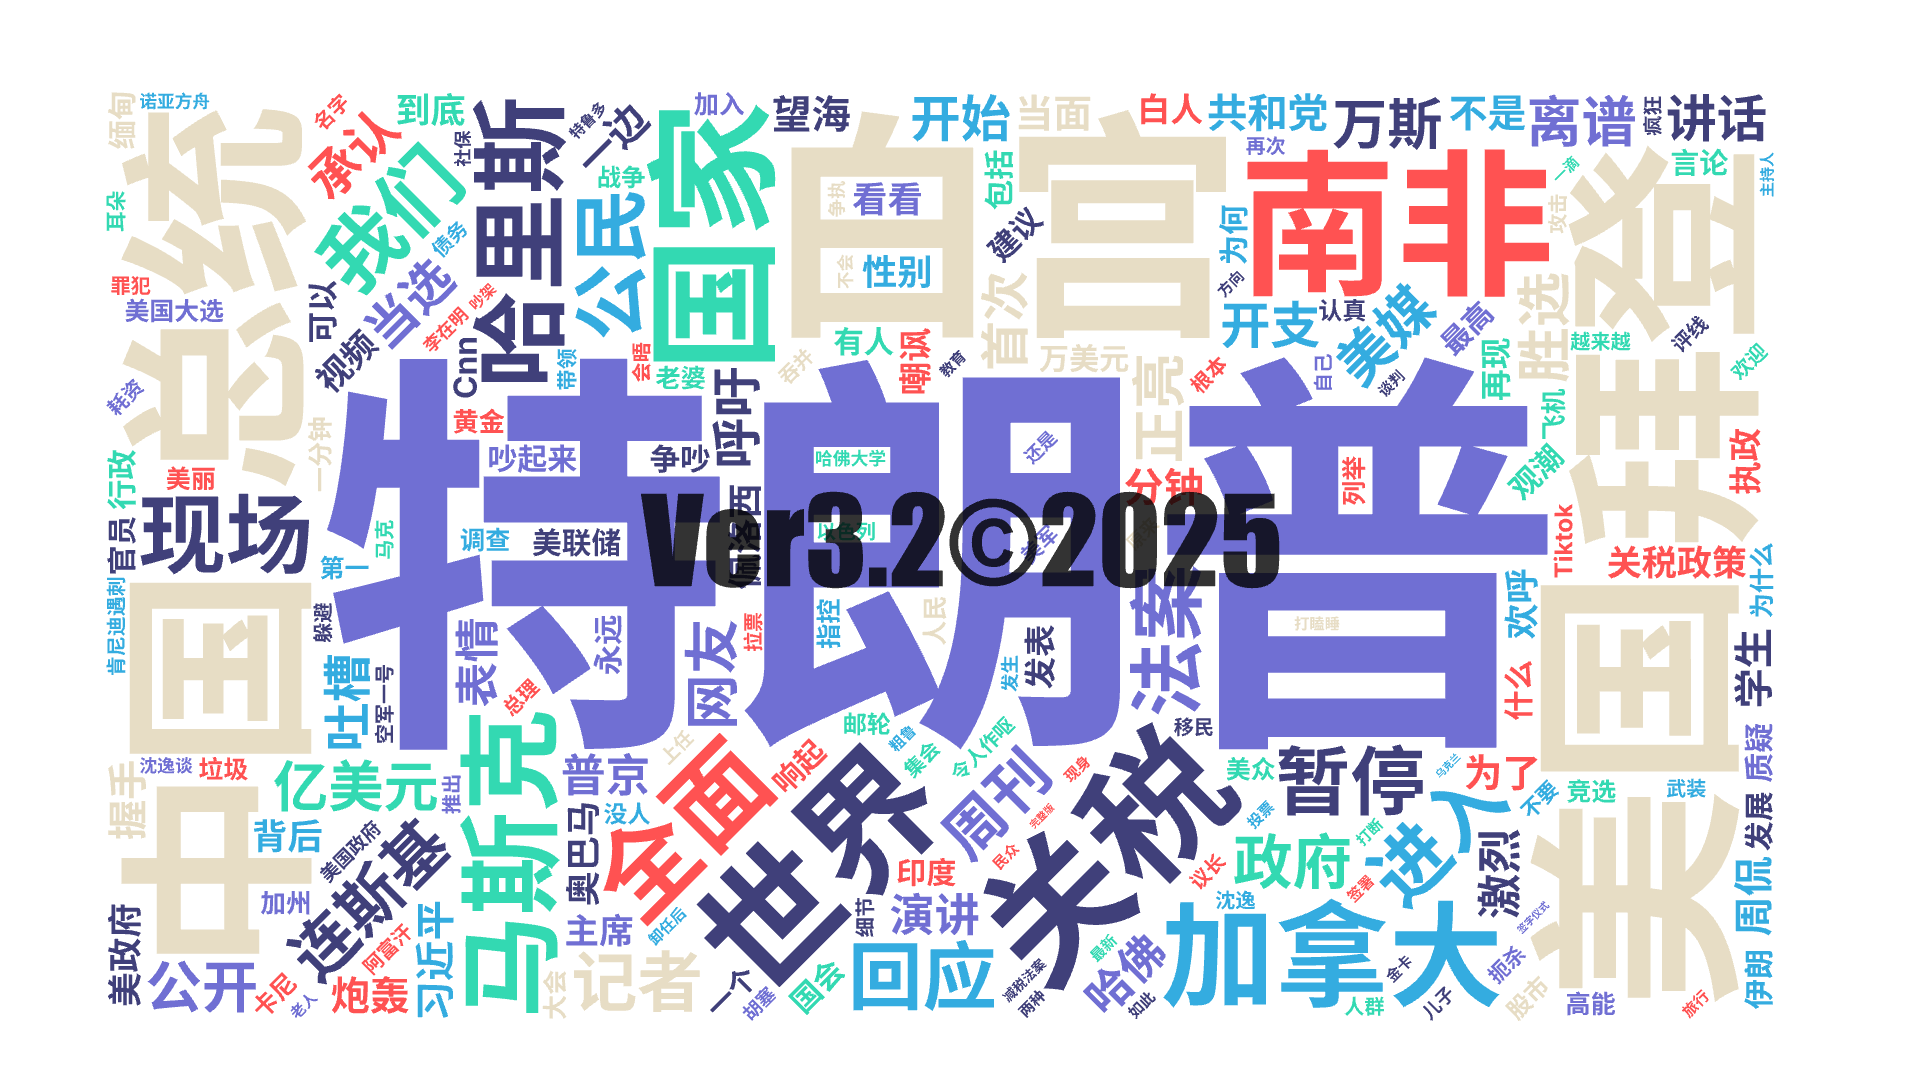 诺亚方舟
缅甸
名字
到底
承认
社保
特鲁多
一边
加入
望海
开始
当面
白人
共和党
万斯
不是
离谱
疯狂
讲话
再次
言论
主持人
一滴
攻击
耳朵
总统
我们
哈里斯
战争
公民
国家
早晨
争执
看看
包括
建议
为何
南非
拜登
罪犯
美国大选
可以
当选
债务
李在明
吵架
不会
性别
首次
方向
开支
认真
美媒
最高
胜选
越来越
评线
欢迎
视频
Cnn
带领
会晤
老婆
吞并
有人
嘲讽
教育
万美元
正亮
根本
自己
谈判
再现
耗资
一分钟
黄金
吵起来
争吵
呼吁
特朗普
哈佛大学
还是
分钟
列举
飞机
观潮
执政
行政
美丽
现场
官员
马克
调查
美联储
佩洛西
以色列
美军
Ver3.2©2025
Tiktok
关税政策
为什么
第一
肯尼迪遇刺
躲避
中国
表情
永远
网友
拉票
指控
人民
发生
发表
法案
打瞌睡
欢呼
什么
美国
学生
吐槽
空军一号
总理
邮轮
粗鲁
集会
令人作呕
移民
质疑
沈逸谈
垃圾
握手
亿美元
推出
马斯克
普京
上任
全面
响起
世界
周刊
现身
完整版
关税
美众
暂停
乌克兰
为了
不要
竞选
武装
背后
美国政府
没人
奥巴马
民众
投票
打断
政府
进入
发展
加州
连斯基
印度
议长
签署
激烈
周侃
美政府
阿富汗
习近平
主席
卸任后
细节
演讲
沈逸
加拿大
签字仪式
公开
卡尼
老人
炮轰
大会
记者
一个
胡塞
国会
回应
减税法案
两种
最新
哈佛
如此
人群
金卡
儿子
扼杀
股市
高能
旅行
伊朗